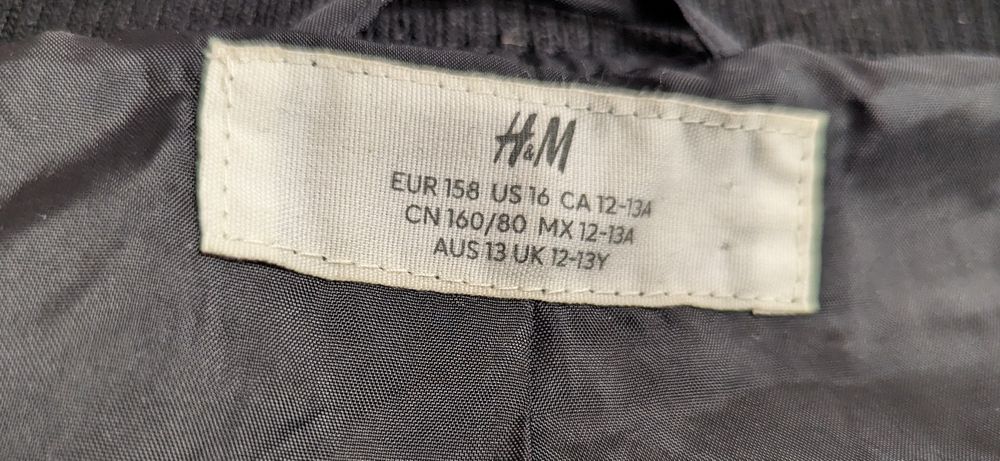 H&M
EUR 158 US 16 CA 12-13A
CN 160/80 MX 12-13A
AUS 13 UK 12-13Y